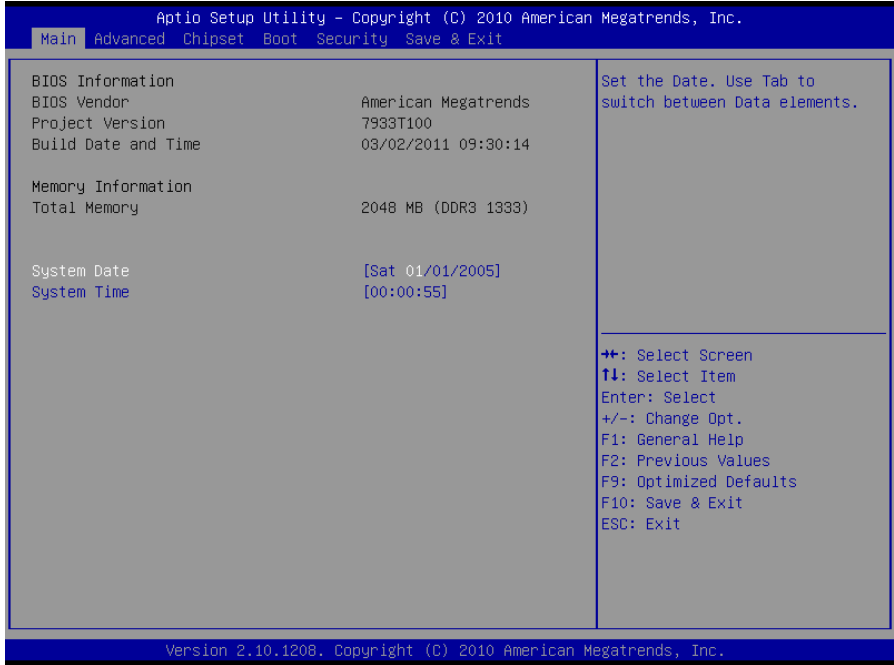 Aptio Setup Utility – Copyright (C) 2010 American Megatrends, Inc.
Main Advanced Chipset Boot Security Save & Exit
BIOS Information
BIOS Vendor American Megatrends
Project Version 7933T100
Build Date and Time 03/02/2011 09:30:14
Memory Information
Total Memory 2048 MB (DDR3 1333)
System Date [Sat 01/01/2005]
System Time [00:00:55]
Set the Date. Use Tab to
switch between Data elements.
→←: Select Screen
↑↓: Select Item
Enter: Select
+/-: Change Opt.
F1: General Help
F2: Previous Values
F9: Optimized Defaults
F10: Save & Exit
ESC: Exit
Version 2.10.1208. Copyright (C) 2010 American Megatrends, Inc.